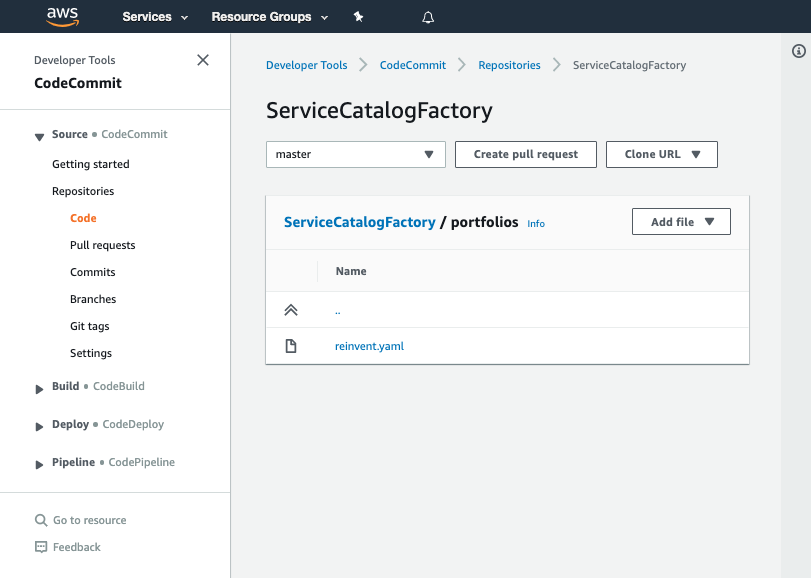 aws Services Resource Groups
Developer Tools
CodeCommit
Source • CodeCommit
Getting started
Repositories
Code
Pull requests
Commits
Branches
Git tags
Settings
Build • CodeBuild
Deploy • CodeDeploy
Pipeline • CodePipeline
Go to resource
Feedback
Developer Tools CodeCommit Repositories ServiceCatalogFactory
ServiceCatalogFactory
master Create pull request Clone URL
ServiceCatalogFactory / portfolios Info Add file
Name
..
reinvent.yaml